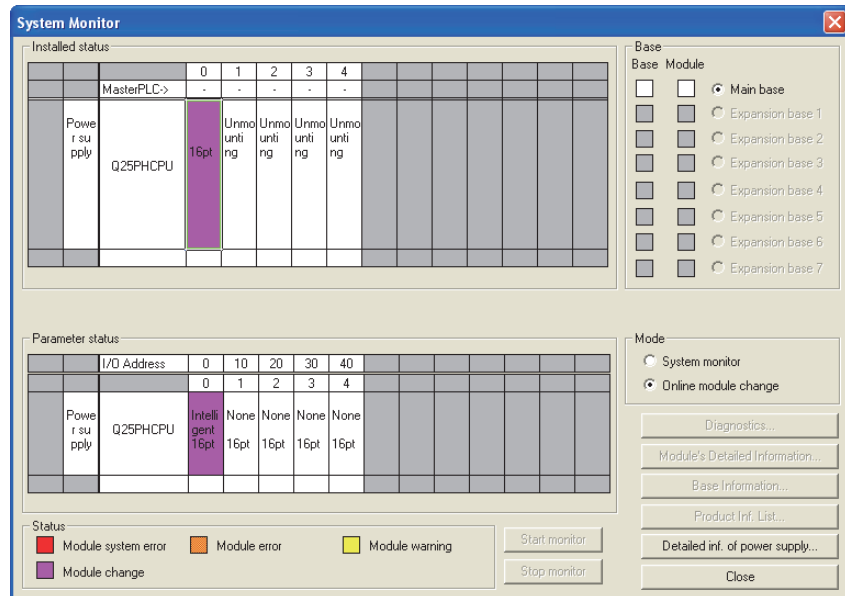 System Monitor
Installed status
0 1 2 3 4
MasterPLC-> - - - - -
Powe
r su
pply
Q25PHCPU
16pt
Unmo
unti
ng
Unmo
unti
ng
Unmo
unti
ng
Unmo
unti
ng
Base
Base Module
Main base
Expansion base 1
Expansion base 2
Expansion base 3
Expansion base 4
Expansion base 5
Expansion base 6
Expansion base 7
Parameter status
I/O Address 0 10 20 30 40
0 1 2 3 4
Powe
r su
pply
Q25PHCPU
Intelli
gent
16pt
None
16pt
None
16pt
None
16pt
None
16pt
Mode
System monitor
Online module change
Diagnostics...
Module's Detailed Information...
Base Information...
Product Inf. List...
Detailed inf. of power supply...
Close
Status
Module system error
Module error
Module warning
Module change
Start monitor
Stop monitor